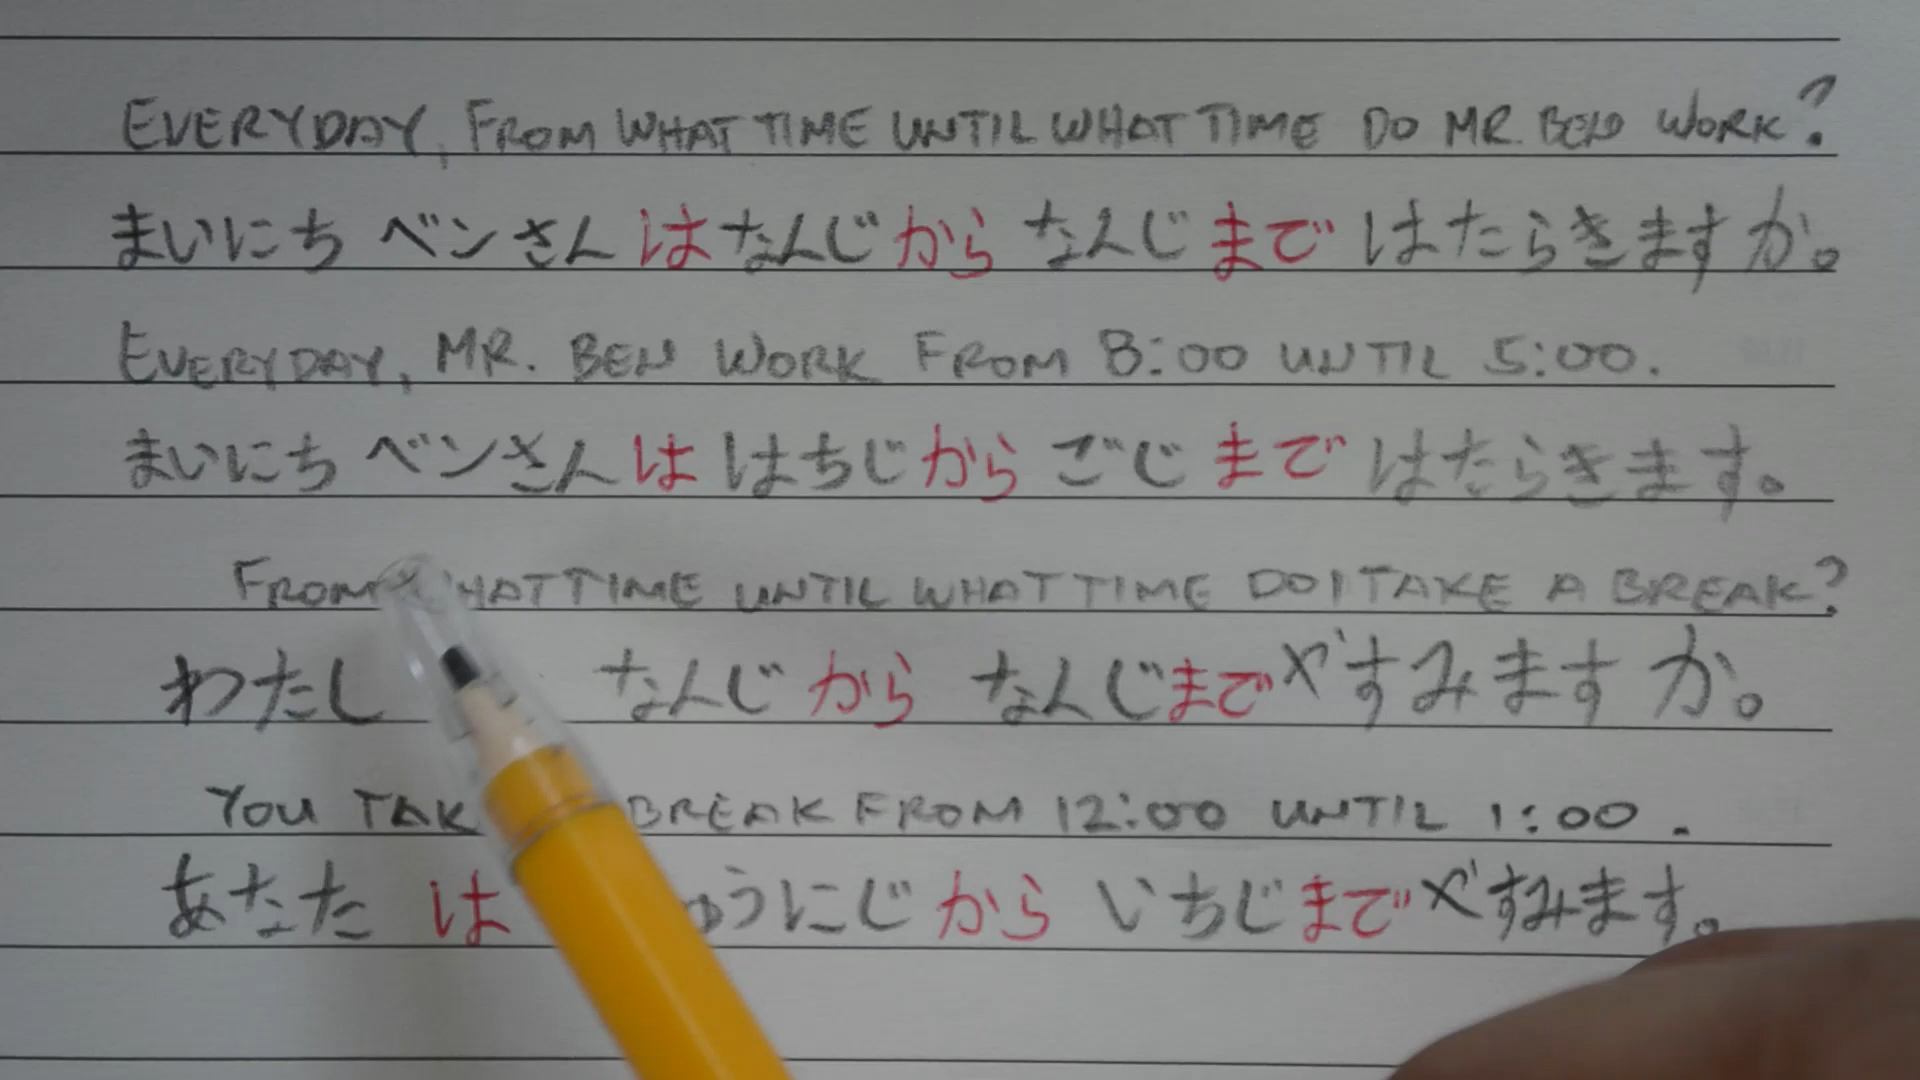 EVERYDAY, FROM WHAT TIME UNTIL WHAT TIME DO MR. BEN WORK?
まいにち ベンさん は なんじ から なんじ まで はたらきます か。
EVERYDAY, MR. BEN WORK FROM 8:00 UNTIL 5:00.
まいにち ベンさん は はちじ から ごじ まで はたらきます。
FROM TIME UNTIL WHAT TIME DO I TAKE A BREAK?
わたし なんじ から なんじ まで やすみます か。
YOU BREAK FROM 12:00 UNTIL 1:00.
あなた は から いちじ まで やすみます。